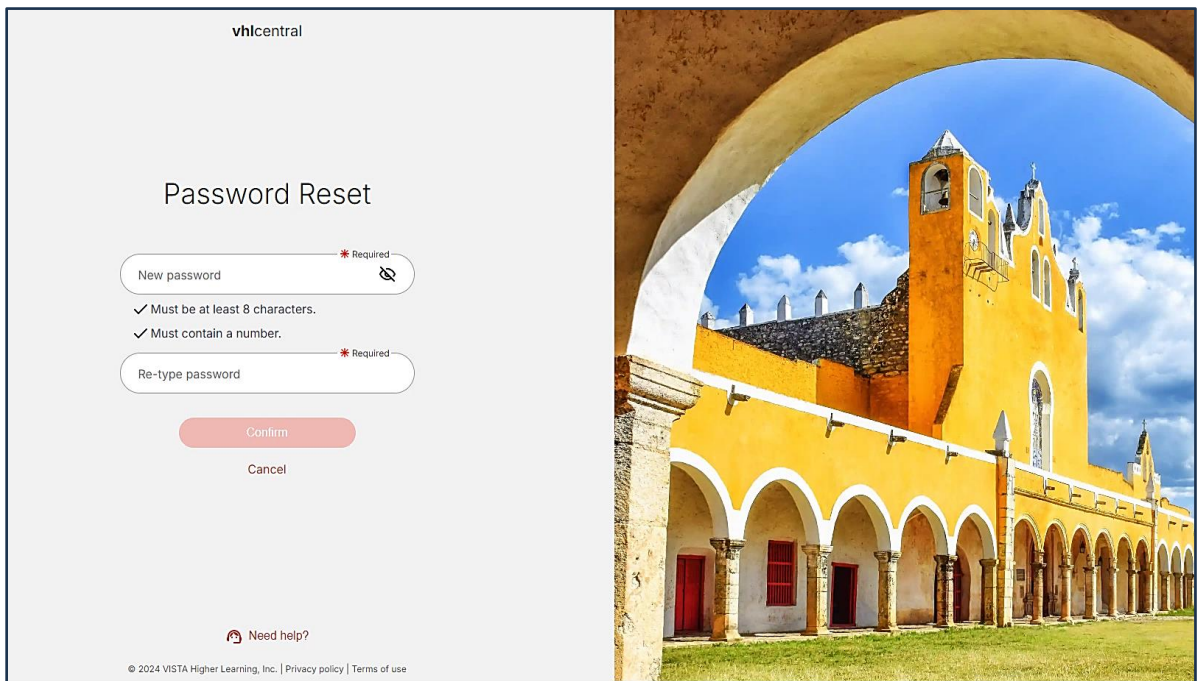 vhlcentral
Password Reset
* Required
New password
Must be at least 8 characters.
Must contain a number.
* Required
Re-type password
Confirm
Cancel
Need help?
© 2024 VISTA Higher Learning, Inc. | Privacy policy | Terms of use